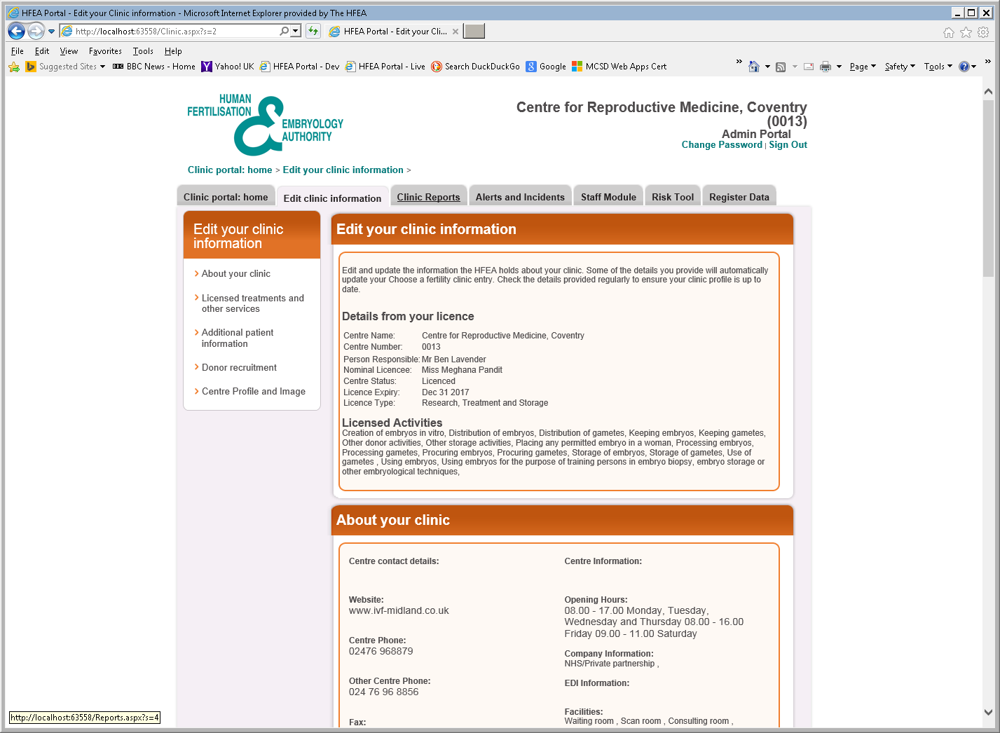 HFEA Portal - Edit your Clinic information - Microsoft Internet Explorer provided by The HFEA
http://localhost:63558/Clinic.aspx?s=2
HFEA Portal - Edit your Cli...
File Edit View Favorites Tools Help
Suggested Sites BBC BBC News - Home Yahoo! UK HFEA Portal - Dev HFEA Portal - Live Search DuckDuckGo Google MCSD Web Apps Cert
Page Safety Tools
HUMAN
FERTILISATION
&
EMBRYOLOGY
AUTHORITY
Centre for Reproductive Medicine, Coventry
(0013)
Admin Portal
Change Password | Sign Out
Clinic portal: home > Edit your clinic information >
Clinic portal: home Edit clinic information Clinic Reports Alerts and Incidents Staff Module Risk Tool Register Data
Edit your clinic
information
About your clinic
Licensed treatments and
other services
Additional patient
information
Donor recruitment
Centre Profile and Image
Edit your clinic information
Edit and update the information the HFEA holds about your clinic. Some of the details you provide will automatically
update your Choose a fertility clinic entry. Check the details provided regularly to ensure your clinic profile is up to
date.
Details from your licence
Centre Name: Centre for Reproductive Medicine, Coventry
Centre Number: 0013
Person Responsible: Mr Ben Lavender
Nominal Licencee: Miss Meghana Pandit
Centre Status: Licenced
Licence Expiry: Dec 31 2017
Licence Type: Research, Treatment and Storage
Licensed Activities
Creation of embryos in vitro, Distribution of embryos, Distribution of gametes, Keeping embryos, Keeping gametes,
Other donor activities, Other storage activities, Placing any permitted embryo in a woman, Processing embryos,
Processing gametes, Procuring embryos, Procuring gametes, Storage of embryos, Storage of gametes, Use of
gametes , Using embryos, Using embryos for the purpose of training persons in embryo biopsy, embryo storage or
other embryological techniques,
About your clinic
Centre contact details:
Website:
www.ivf-midland.co.uk
Centre Phone:
02476 968879
Other Centre Phone:
024 76 96 8856
Fax:
Centre Information:
Opening Hours:
08.00 - 17.00 Monday, Tuesday,
Wednesday and Thursday 08.00 - 16.00
Friday 09.00 - 11.00 Saturday
Company Information:
NHS/Private partnership ,
EDI Information:
Facilities:
Waiting room , Scan room , Consulting room ,
http://localhost:63558/Reports.aspx?s=4